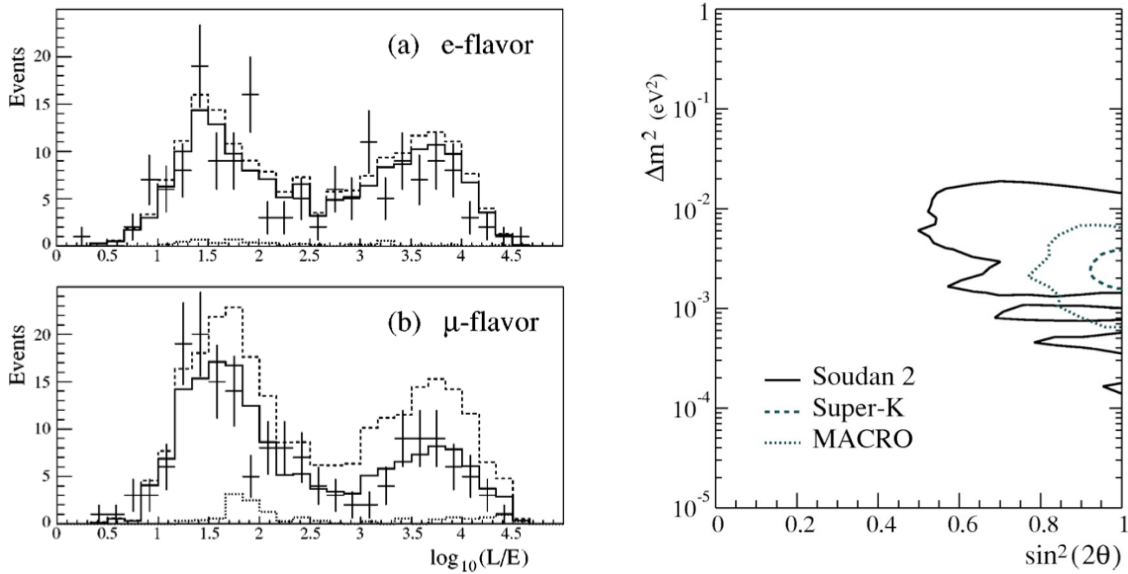 (a) e-flavor
Events
20
15
10
5
0
0 0.5 1 1.5 2 2.5 3 3.5 4 4.5
(b) μ-flavor
Events
20
15
10
5
0
0 0.5 1 1.5 2 2.5 3 3.5 4 4.5
log₁₀(L/E)
Δm² (eV²)
1
10⁻¹
10⁻²
10⁻³
10⁻⁴
10⁻⁵
Soudan 2
Super-K
MACRO
0 0.2 0.4 0.6 0.8 1
sin²(2θ)